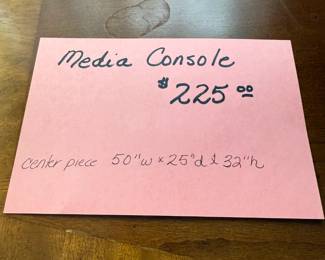 Media Console
$225.00
center piece 50"w x 25"d x 32"h